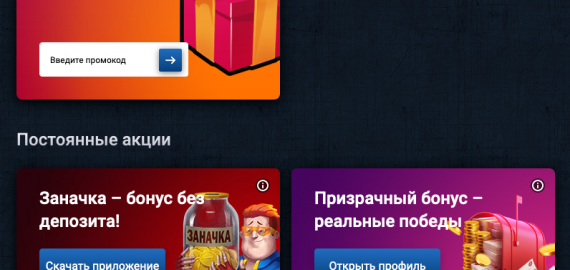 Введите промокод
Постоянные акции
Заначка – бонус без
депозита!
ЗАНАЧКА
Скачать приложение
Призрачный бонус –
реальные победы
Открыть профиль